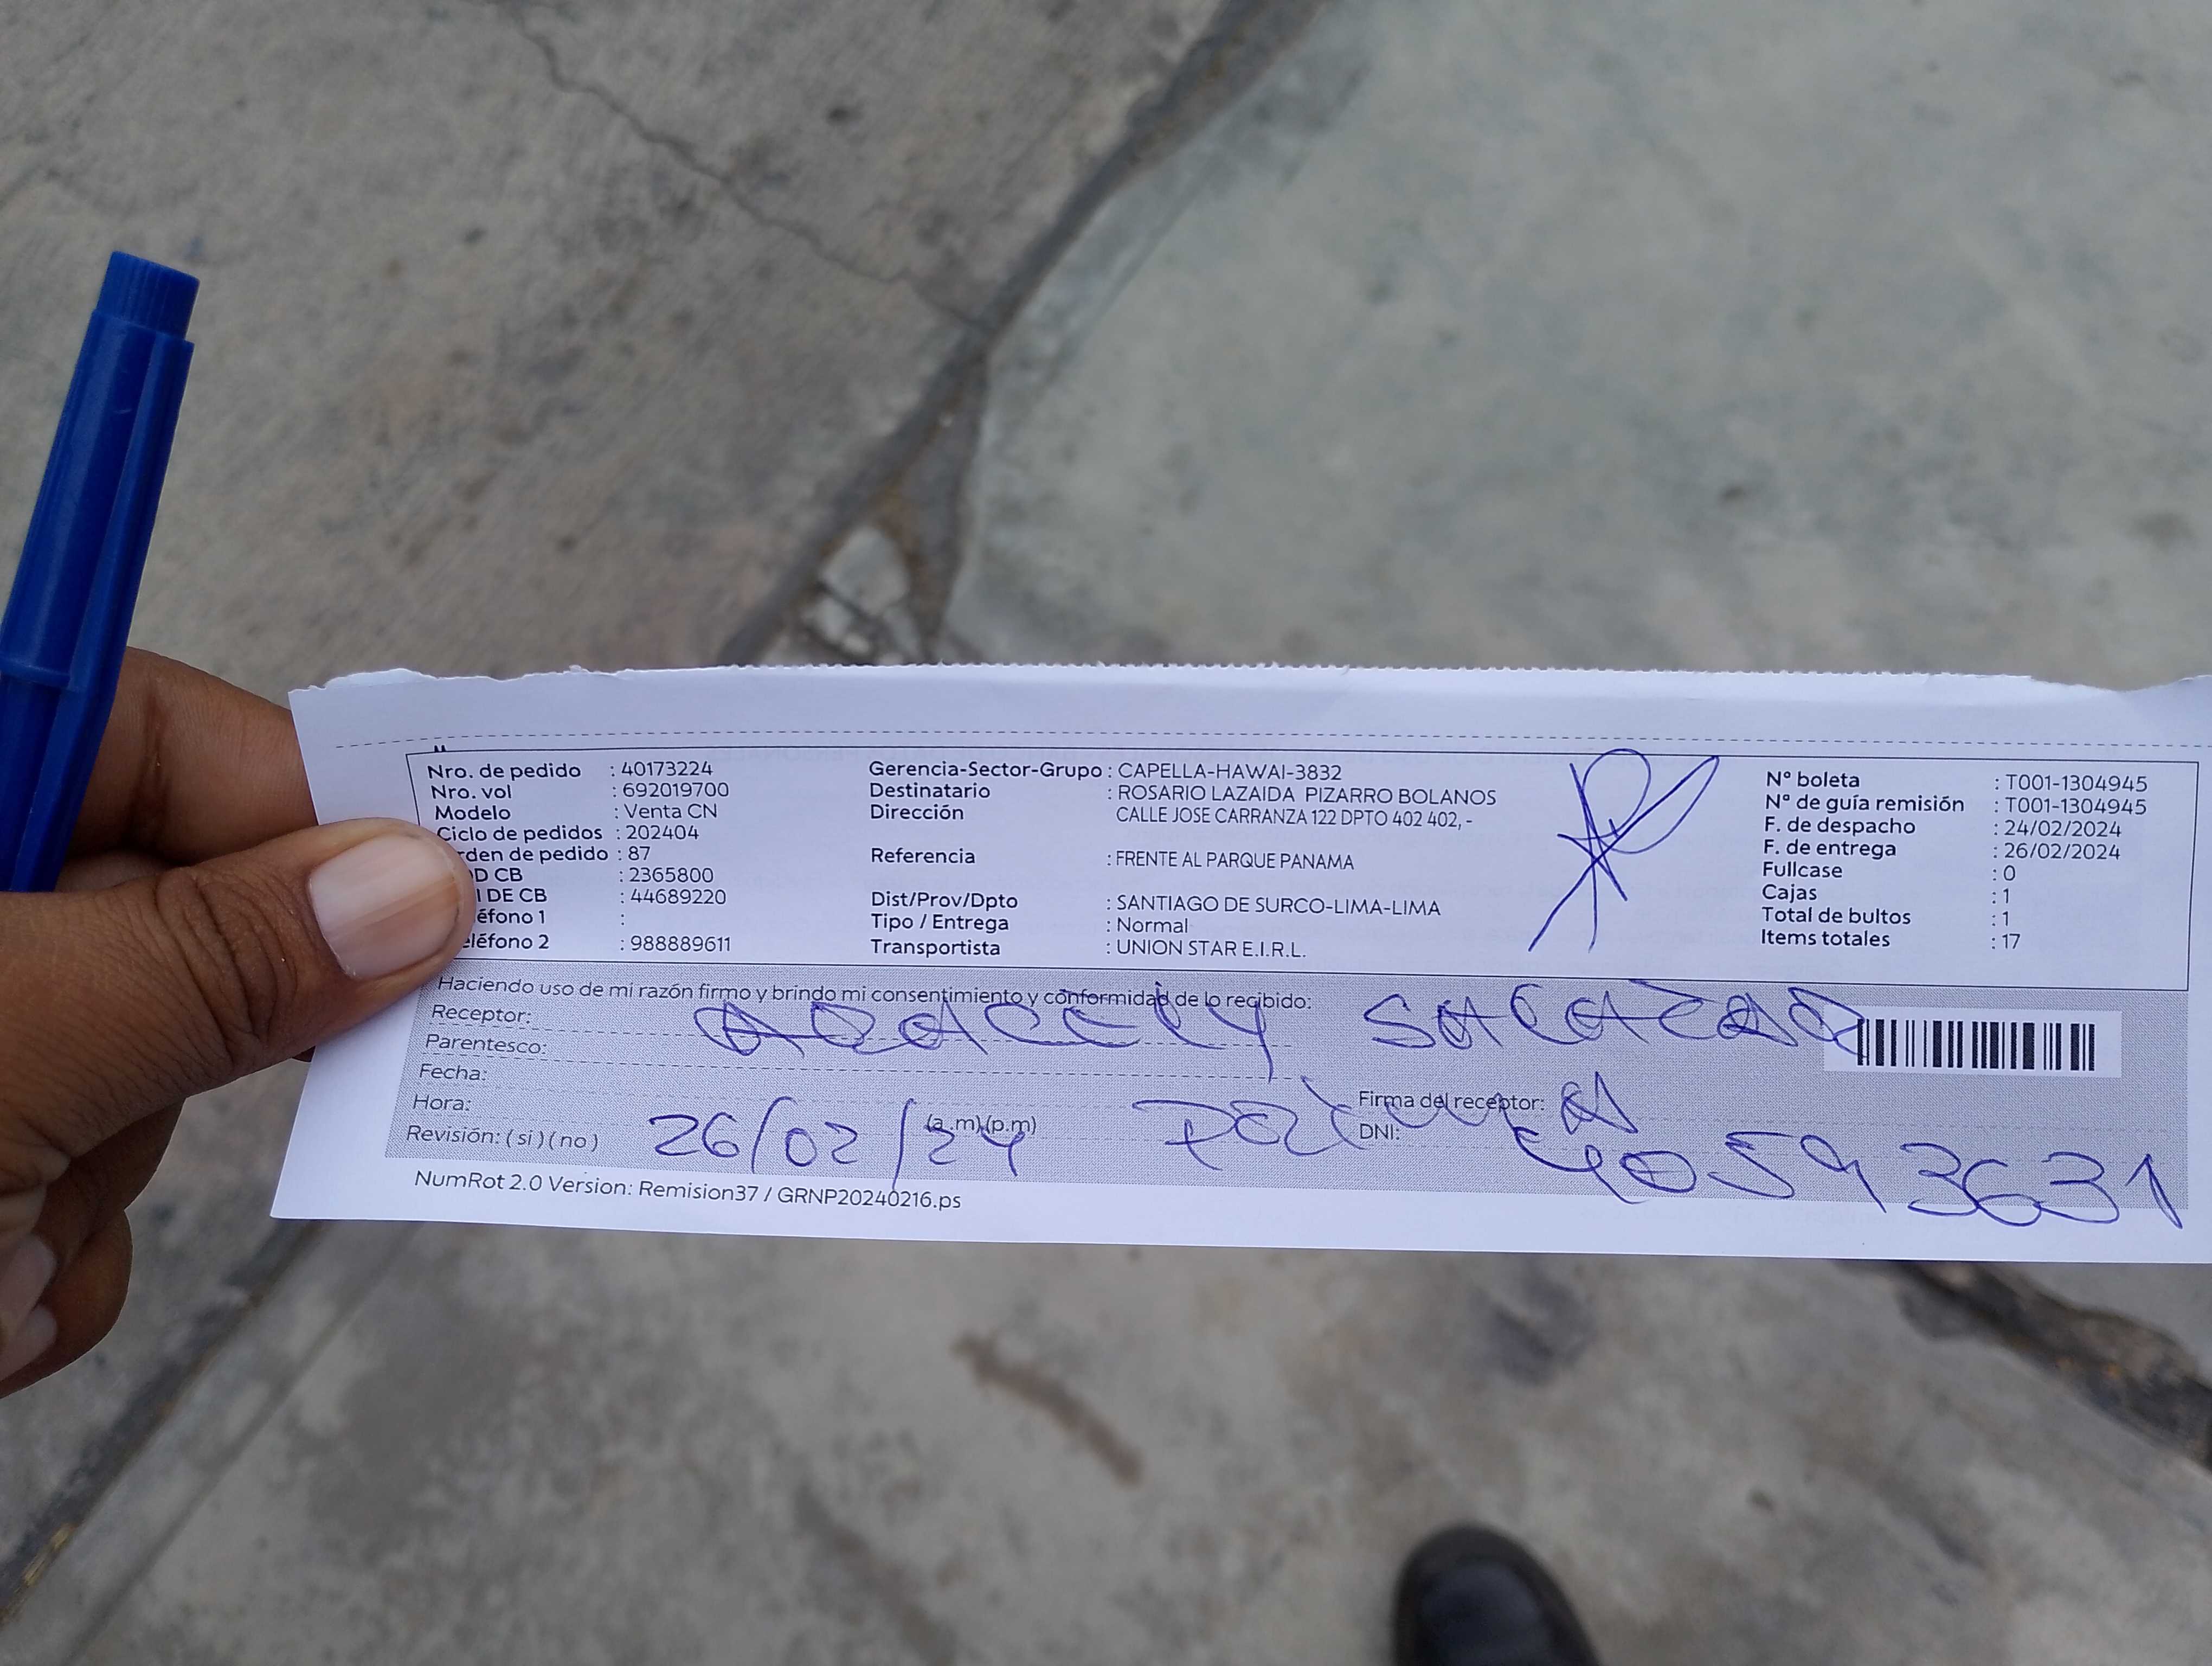 Nro. de pedido : 40173224
Nro. vol : 692019700
Modelo : Venta CN
Ciclo de pedidos : 202404
rden de pedido : 87
D CB : 2365800
I DE CB : 44689220
éfono 1 :
eléfono 2 : 988889611
Gerencia-Sector-Grupo : CAPELLA-HAWAI-3832
Destinatario : ROSARIO LAZAIDA PIZARRO BOLANOS
Dirección CALLE JOSE CARRANZA 122 DPTO 402 402, -
Referencia : FRENTE AL PARQUE PANAMA
Dist/Prov/Dpto : SANTIAGO DE SURCO-LIMA-LIMA
Tipo / Entrega : Normal
Transportista : UNION STAR E.I.R.L.
N° boleta : T001-1304945
N° de guía remisión : T001-1304945
F. de despacho : 24/02/2024
F. de entrega : 26/02/2024
Fullcase : 0
Cajas : 1
Total de bultos : 1
Items totales : 17
Haciendo uso de mi razón firmo y brindo mi consentimiento y conformidad de lo recibido:
Receptor: ARACELY SALAZAR
Parentesco:
Fecha:
Hora: (a.m)(p.m)
Revisión: ( si ) ( no )
26/02/24
Firma del receptor:
DNI: 40593631
NumRot 2.0 Version: Remision37 / GRNP20240216.ps